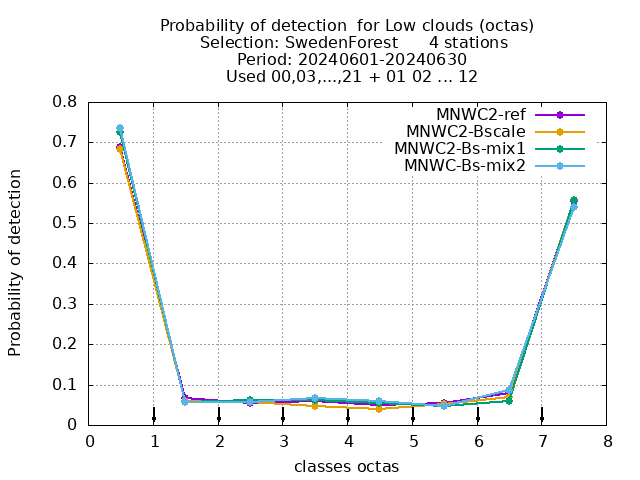 Probability of detection  for Low clouds (octas)
Selection: SwedenForest      4 stations
Period: 20240601-20240630
Used 00,03,...,21 + 01 02 ... 12
MNWC2-ref
MNWC2-Bscale
MNWC2-Bs-mix1
MNWC-Bs-mix2
Probability of detection
0.8
0.7
0.6
0.5
0.4
0.3
0.2
0.1
0
0 1 2 3 4 5 6 7 8
classes octas